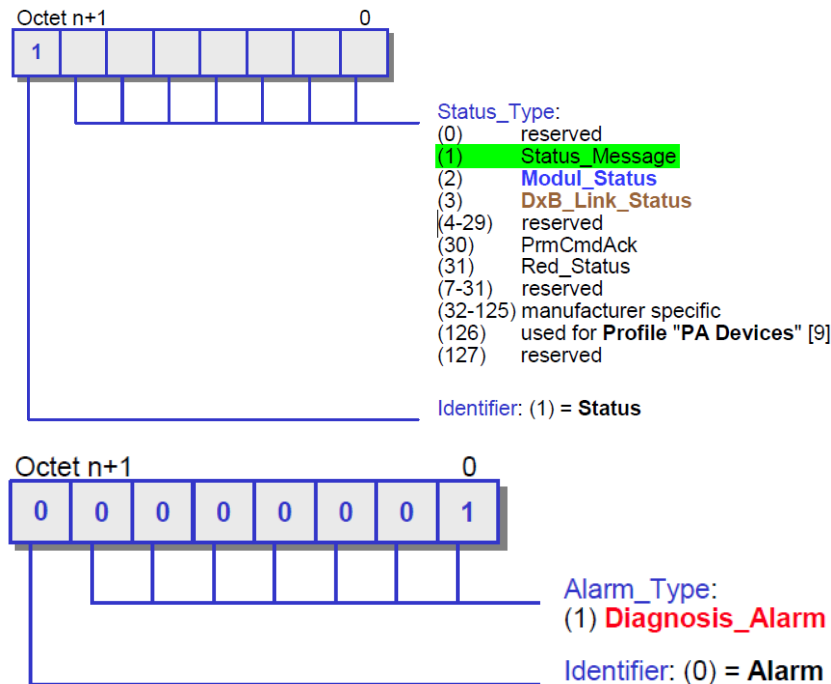 Octet n+1 0
1
Status_Type:
(0) reserved
(1) Status_Message
(2) Modul_Status
(3) DxB_Link_Status
(4-29) reserved
(30) PrmCmdAck
(31) Red_Status
(7-31) reserved
(32-125) manufacturer specific
(126) used for Profile "PA Devices" [9]
(127) reserved
Identifier: (1) = Status
Octet n+1 0
0 0 0 0 0 0 0 1
Alarm_Type:
(1) Diagnosis_Alarm
Identifier: (0) = Alarm